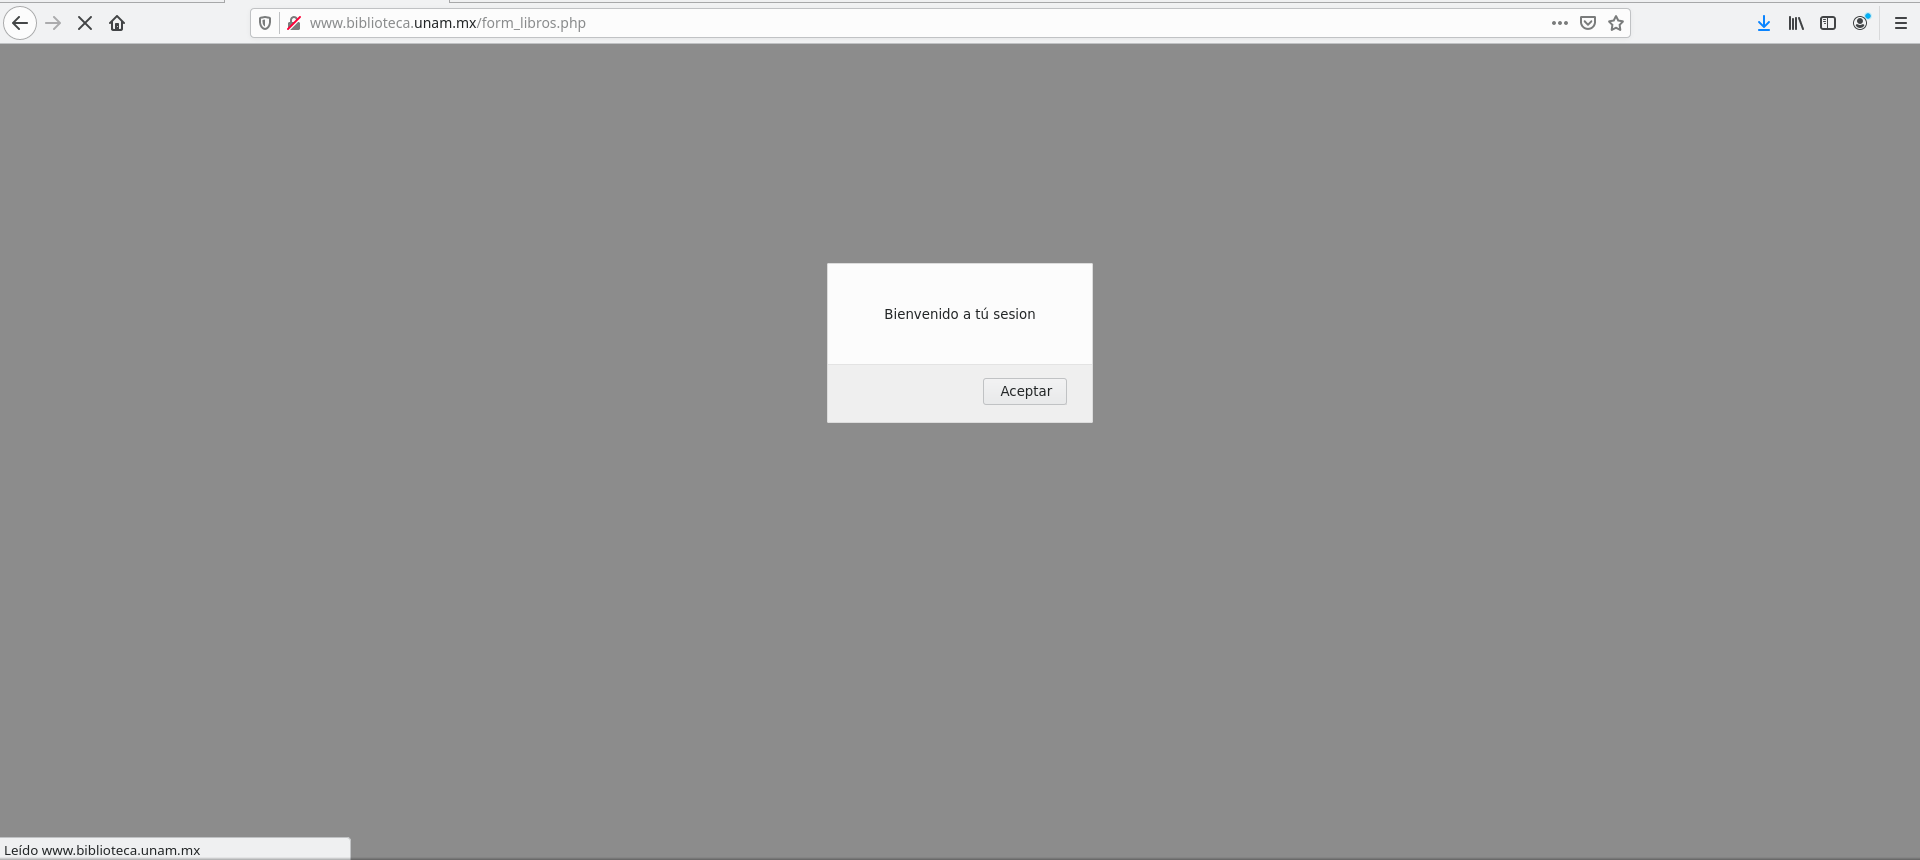 www.biblioteca.unam.mx/form_libros.php
Bienvenido a tú sesion
Aceptar
Leído www.biblioteca.unam.mx